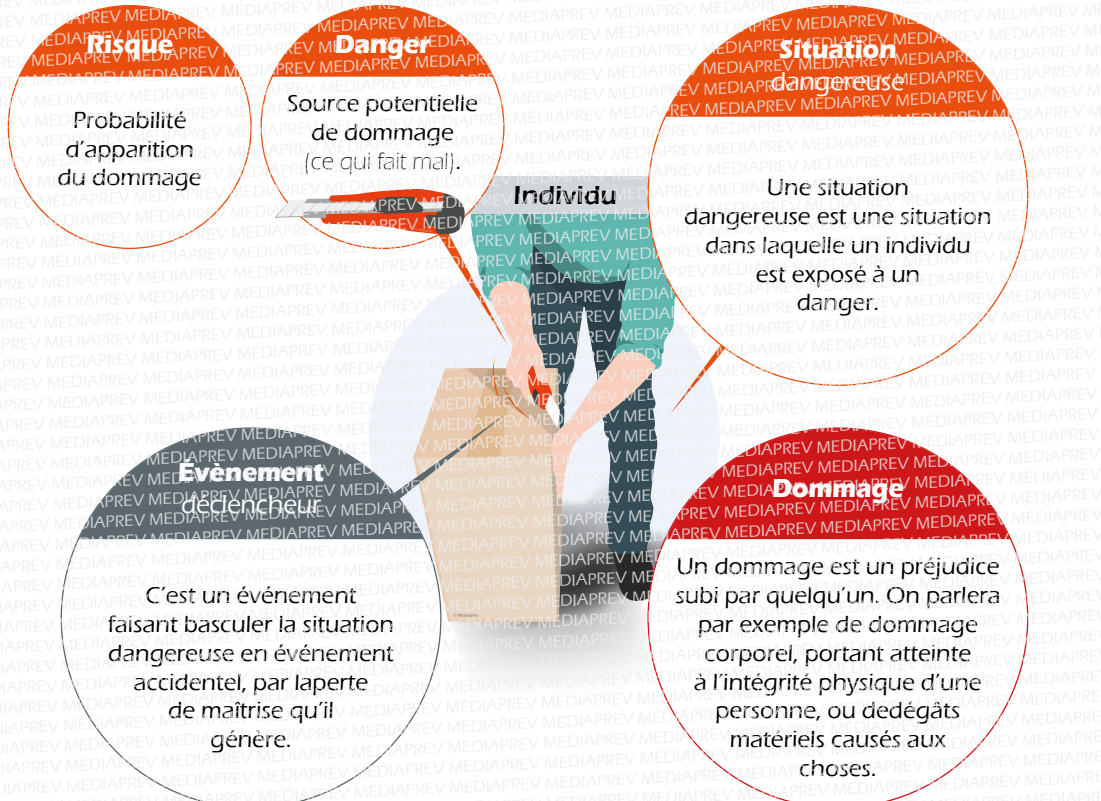 Risque
Probabilité
d'apparition
du dommage
Danger
Source potentielle
de dommage
(ce qui fait mal).
Individu
Situation
dangereuse
Une situation
dangereuse est une situation
dans laquelle un individu
est exposé à un
danger.
Évènement
déclencheur
C'est un événement
faisant basculer la situation
dangereuse en événement
accidentel, par laperte
de maîtrise qu'il
génère.
Dommage
Un dommage est un préjudice
subi par quelqu'un. On parlera
par exemple de dommage
corporel, portant atteinte
à l'intégrité physique d'une
personne, ou dedégâts
matériels causés aux
choses.
MEDIAPREV